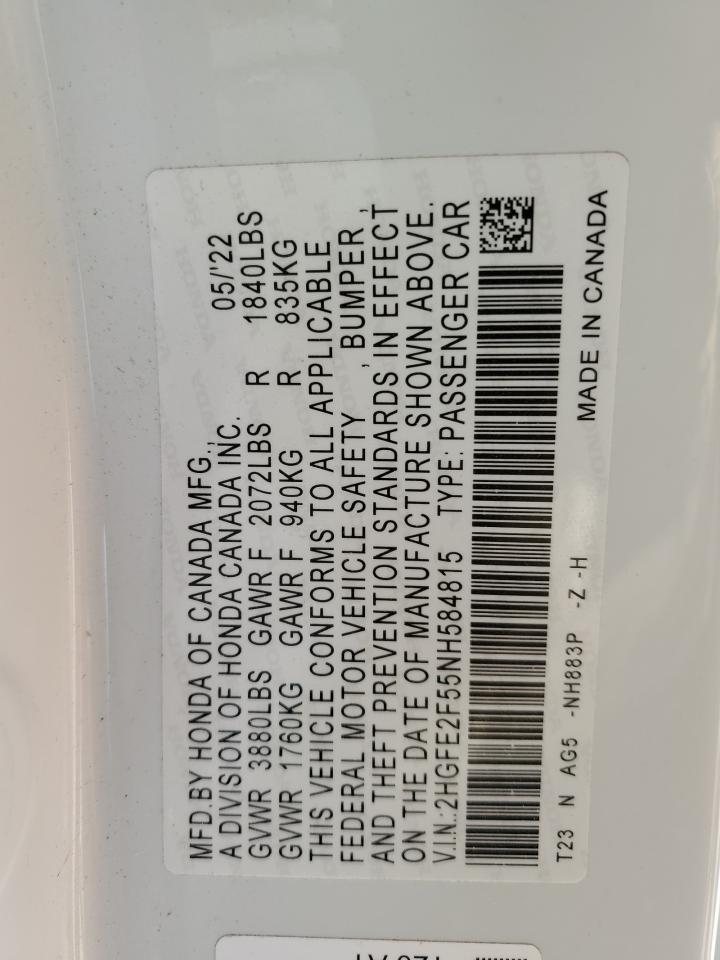 MFD.BY HONDA OF CANADA MFG.,
A DIVISION OF HONDA CANADA INC. 05/'22
GVWR 3880LBS GAWR F 2072LBS R 1840LBS
GVWR 1760KG GAWR F 940KG R 835KG
THIS VEHICLE CONFORMS TO ALL APPLICABLE
FEDERAL MOTOR VEHICLE SAFETY , BUMPER ,
AND THEFT PREVENTION STANDARDS IN EFFECT
ON THE DATE OF MANUFACTURE SHOWN ABOVE.
V.I.N.:2HGFE2F55NH584815 TYPE: PASSENGER CAR
T23 N AG5 -NH883P -Z -H
MADE IN CANADA